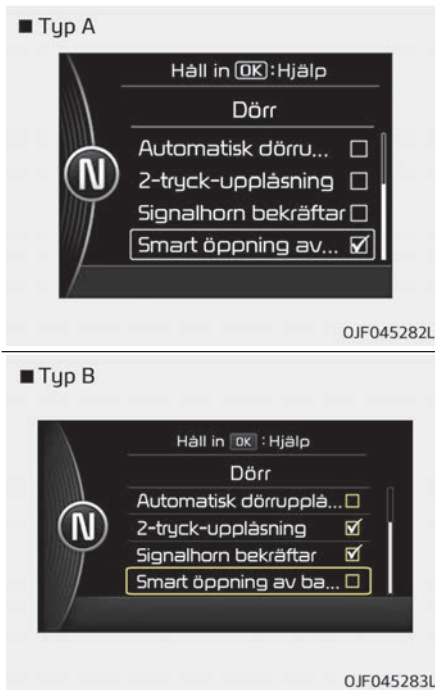 ■ Typ A
Håll in OK : Hjälp
Dörr
Automatisk dörru...
2-tryck-upplåsning
Signalhorn bekräftar
Smart öppning av...
N
OJF045282L
■ Typ B
Håll in OK : Hjälp
Dörr
Automatisk dörrupplå...
2-tryck-upplåsning
Signalhorn bekräftar
Smart öppning av ba...
N
OJF045283L